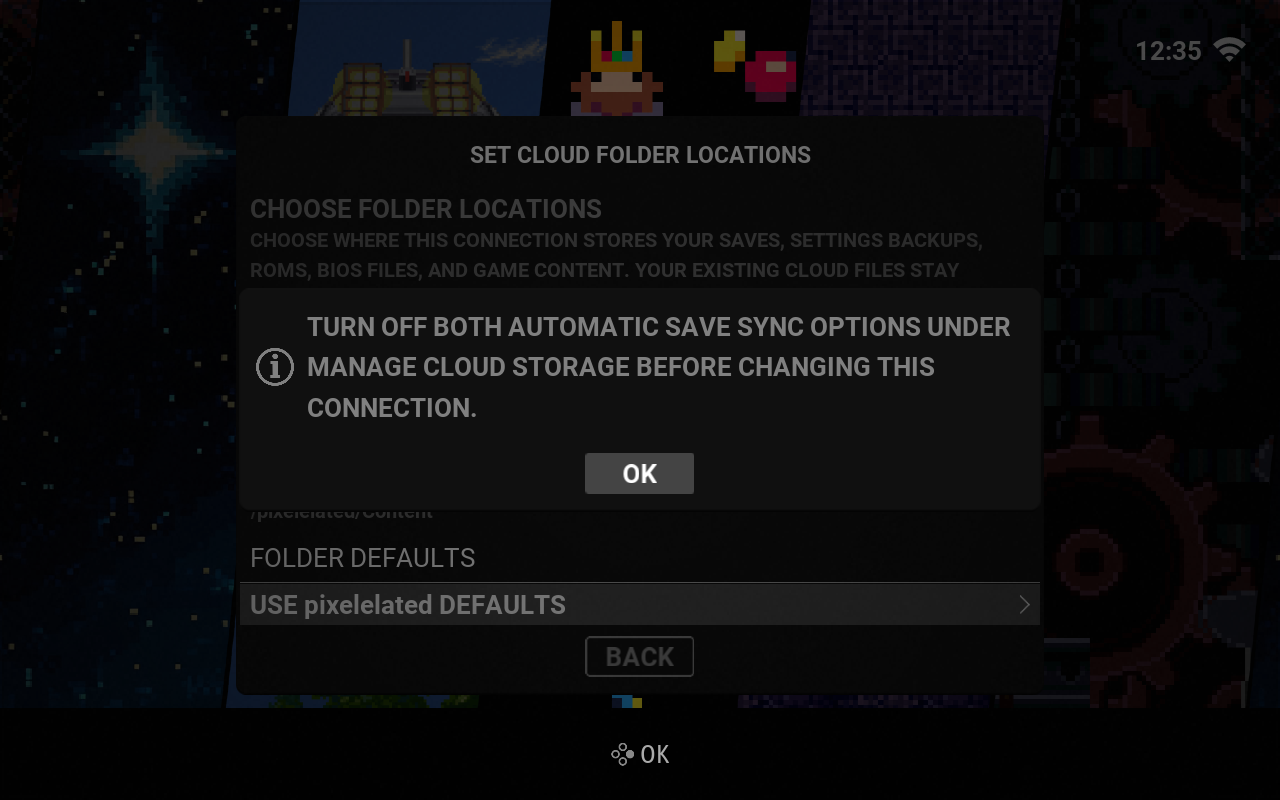 12:35
SET CLOUD FOLDER LOCATIONS
CHOOSE FOLDER LOCATIONS
CHOOSE WHERE THIS CONNECTION STORES YOUR SAVES, SETTINGS BACKUPS,
ROMS, BIOS FILES, AND GAME CONTENT. YOUR EXISTING CLOUD FILES STAY
TURN OFF BOTH AUTOMATIC SAVE SYNC OPTIONS UNDER
MANAGE CLOUD STORAGE BEFORE CHANGING THIS
CONNECTION.
OK
/pixelelated/Content
FOLDER DEFAULTS
USE pixelelated DEFAULTS
BACK
OK